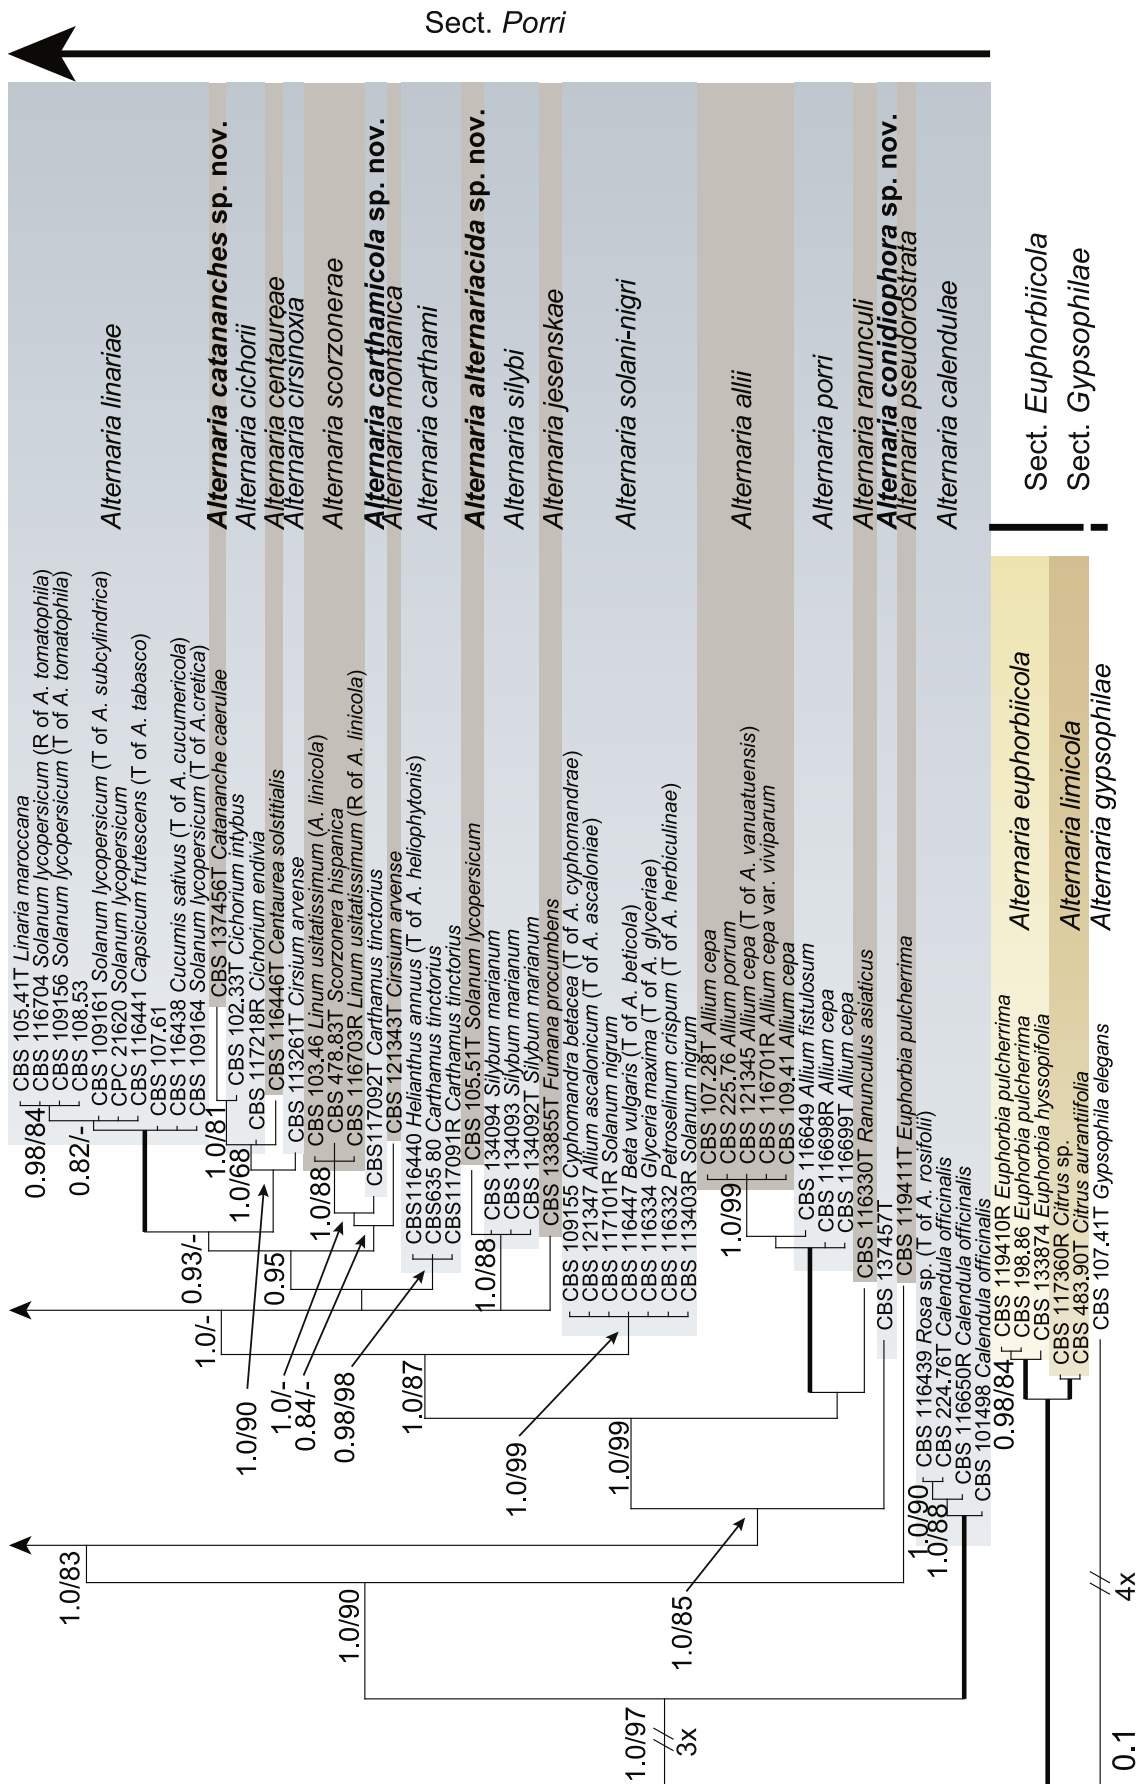 Sect. Porri
CBS 105.41T Linaria maroccana
CBS 116704 Solanum lycopersicum (R of A. tomatophila)
CBS 109156 Solanum lycopersicum (T of A. tomatophila)
CBS 108.53
CBS 109161 Solanum lycopersicum (T of A. subcylindrica)
CPC 21620 Solanum lycopersicum
CBS 116441 Capsicum frutescens (T of A. tabasco)
CBS 107.61
CBS 116438 Cucumis sativus (T of A. cucumericola)
CBS 109164 Solanum lycopersicum (T of A.cretica)
Alternaria linariae
CBS 137456T Catananche caerulae
Alternaria catananches sp. nov.
CBS 102.33T Cichorium intybus
CBS 117218R Cichorium endivia
Alternaria cichorii
CBS 116446T Centaurea solstitialis
Alternaria centaureae
CBS 113261T Cirsium arvense
Alternaria cirsinoxia
CBS 103.46 Linum usitatissimum (A. linicola)
CBS 478.83T Scorzonera hispanica
CBS 116703R Linum usitatissimum (R of A. linicola)
Alternaria scorzonerae
CBS117092T Carthamus tinctorius
Alternaria carthamicola sp. nov.
CBS 121343T Cirsium arvense
Alternaria montanica
CBS116440 Helianthus annuus (T of A. heliophytonis)
CBS635.80 Carthamus tinctorius
CBS117091R Carthamus tinctorius
Alternaria carthami
CBS 105.51T Solanum lycopersicum
Alternaria alternariacida sp. nov.
CBS 134094 Silybum marianum
CBS 134093 Silybum marianum
CBS 134092T Silybum marianum
Alternaria silybi
CBS 133855T Fumana procumbens
Alternaria jesenskae
CBS 109155 Cyphomandra betacea (T of A. cyphomandrae)
CBS 121347 Allium ascalonicum (T of A. ascaloniae)
CBS 117101R Solanum nigrum
CBS 116447 Beta vulgaris (T of A. beticola)
CBS 116334 Glyceria maxima (T of A. glyceriae)
CBS 116332 Petroselinum crispum (T of A. herbiculinae)
CBS 113403R Solanum nigrum
Alternaria solani-nigri
CBS 107.28T Allium cepa
CBS 225.76 Allium porrum
CBS 121345 Allium cepa (T of A. vanuatuensis)
CBS 116701R Allium cepa var. viviparum
CBS 109.41 Allium cepa
Alternaria allii
CBS 116649 Allium fistulosum
CBS 116698R Allium cepa
CBS 116699T Allium cepa
Alternaria porri
CBS 116330T Ranunculus asiaticus
Alternaria ranunculi
CBS 137457T
Alternaria conidiophora sp. nov.
CBS 119411T Euphorbia pulcherrima
Alternaria pseudorostrata
CBS 116439 Rosa sp. (T of A. rosifolii)
CBS 224.76T Calendula officinalis
CBS 116650R Calendula officinalis
CBS 101498 Calendula officinalis
Alternaria calendulae
CBS 119410R Euphorbia pulcherrima
CBS 198.86 Euphorbia pulcherrima
CBS 133874 Euphorbia hyssopifolia
Alternaria euphorbiicola
CBS 117360R Citrus sp.
CBS 483.90T Citrus aurantiifolia
Alternaria limicola
Sect. Euphorbiicola
CBS 107.41T Gypsophila elegans
Alternaria gypsophilae
Sect. Gypsophilae
0.98/84
0.82/-
1.0/81
1.0/68
1.0/88
0.93/-
0.95
1.0/88
1.0/-
1.0/90
1.0/-
0.84/-
0.98/98
1.0/87
1.0/99
1.0/99
1.0/99
1.0/90
1.0/88
0.98/84
1.0/83
1.0/90
1.0/85
1.0/97
3x
4x
0.1